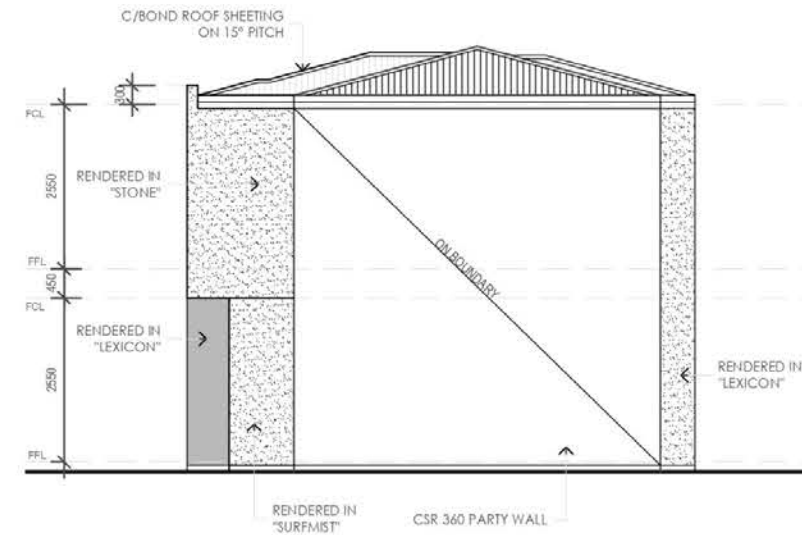 C/BOND ROOF SHEETING
ON 15° PITCH
300
FCL
2550
RENDERED IN
"STONE"
ON BOUNDARY
FFL
450
FCL
RENDERED IN
"LEXICON"
2550
RENDERED IN
"LEXICON"
FFL
RENDERED IN
"SURFMIST"
CSR 360 PARTY WALL